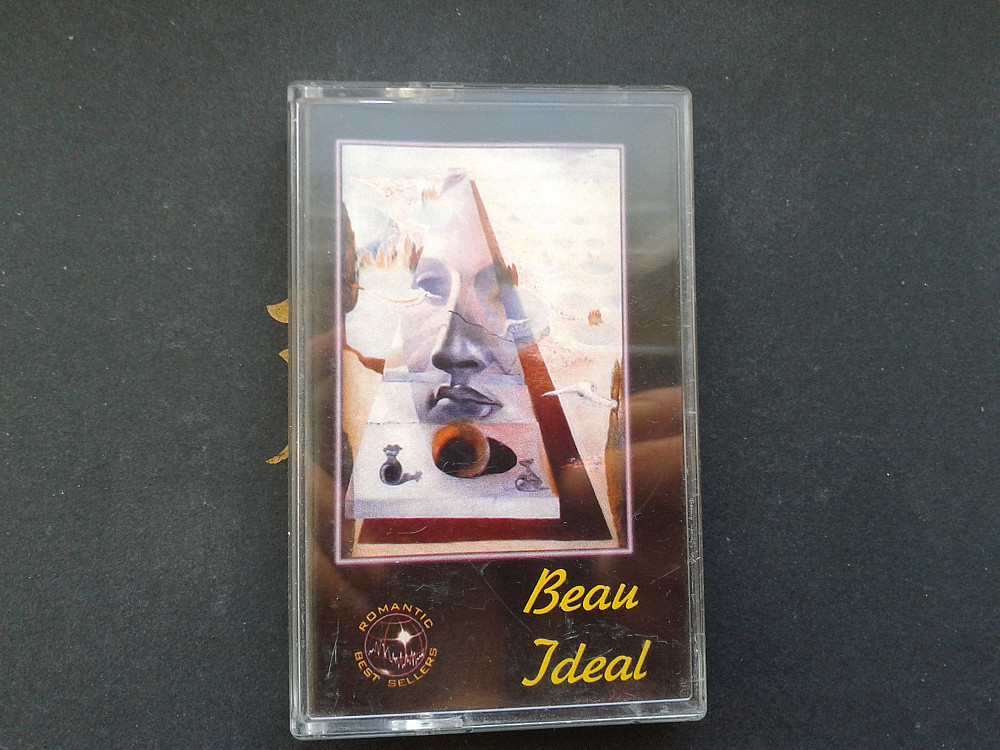 Beau
Ideal
ROMANTIC
BEST SELLERS